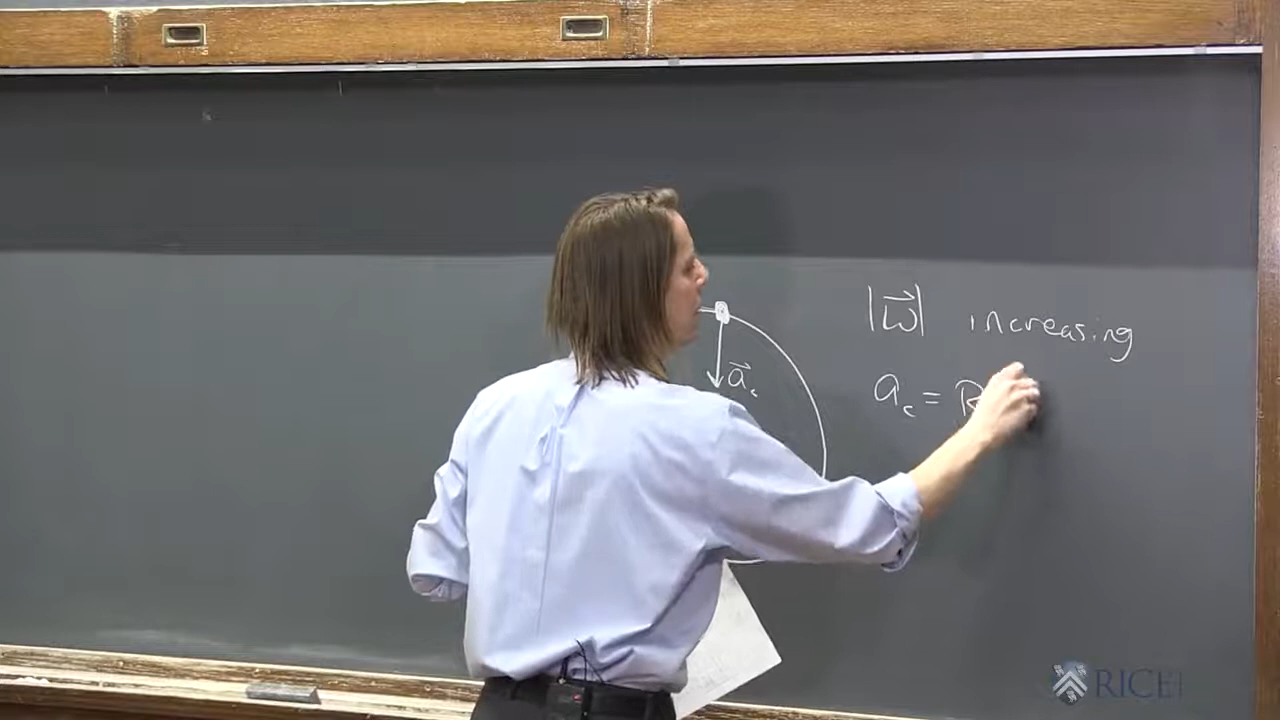 |ω⃗| increasing
a⃗c
ac = R
RICE